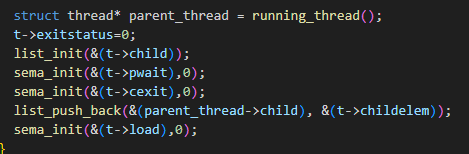 struct thread* parent_thread = running_thread();
t->exitstatus=0;
list_init(&(t->child));
sema_init(&(t->pwait),0);
sema_init(&(t->cexit),0);
list_push_back(&(parent_thread->child), &(t->childelem));
sema_init(&(t->load),0);
}